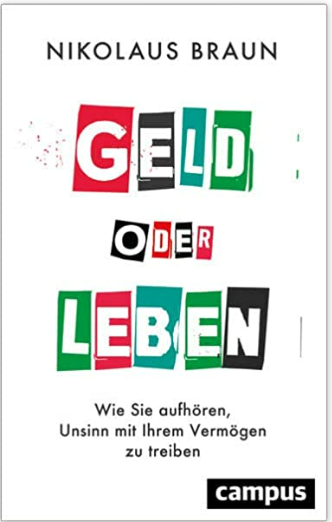 NIKOLAUS BRAUN
GELD
ODER
LEBEN
Wie Sie aufhören,
Unsinn mit Ihrem Vermögen
zu treiben
campus